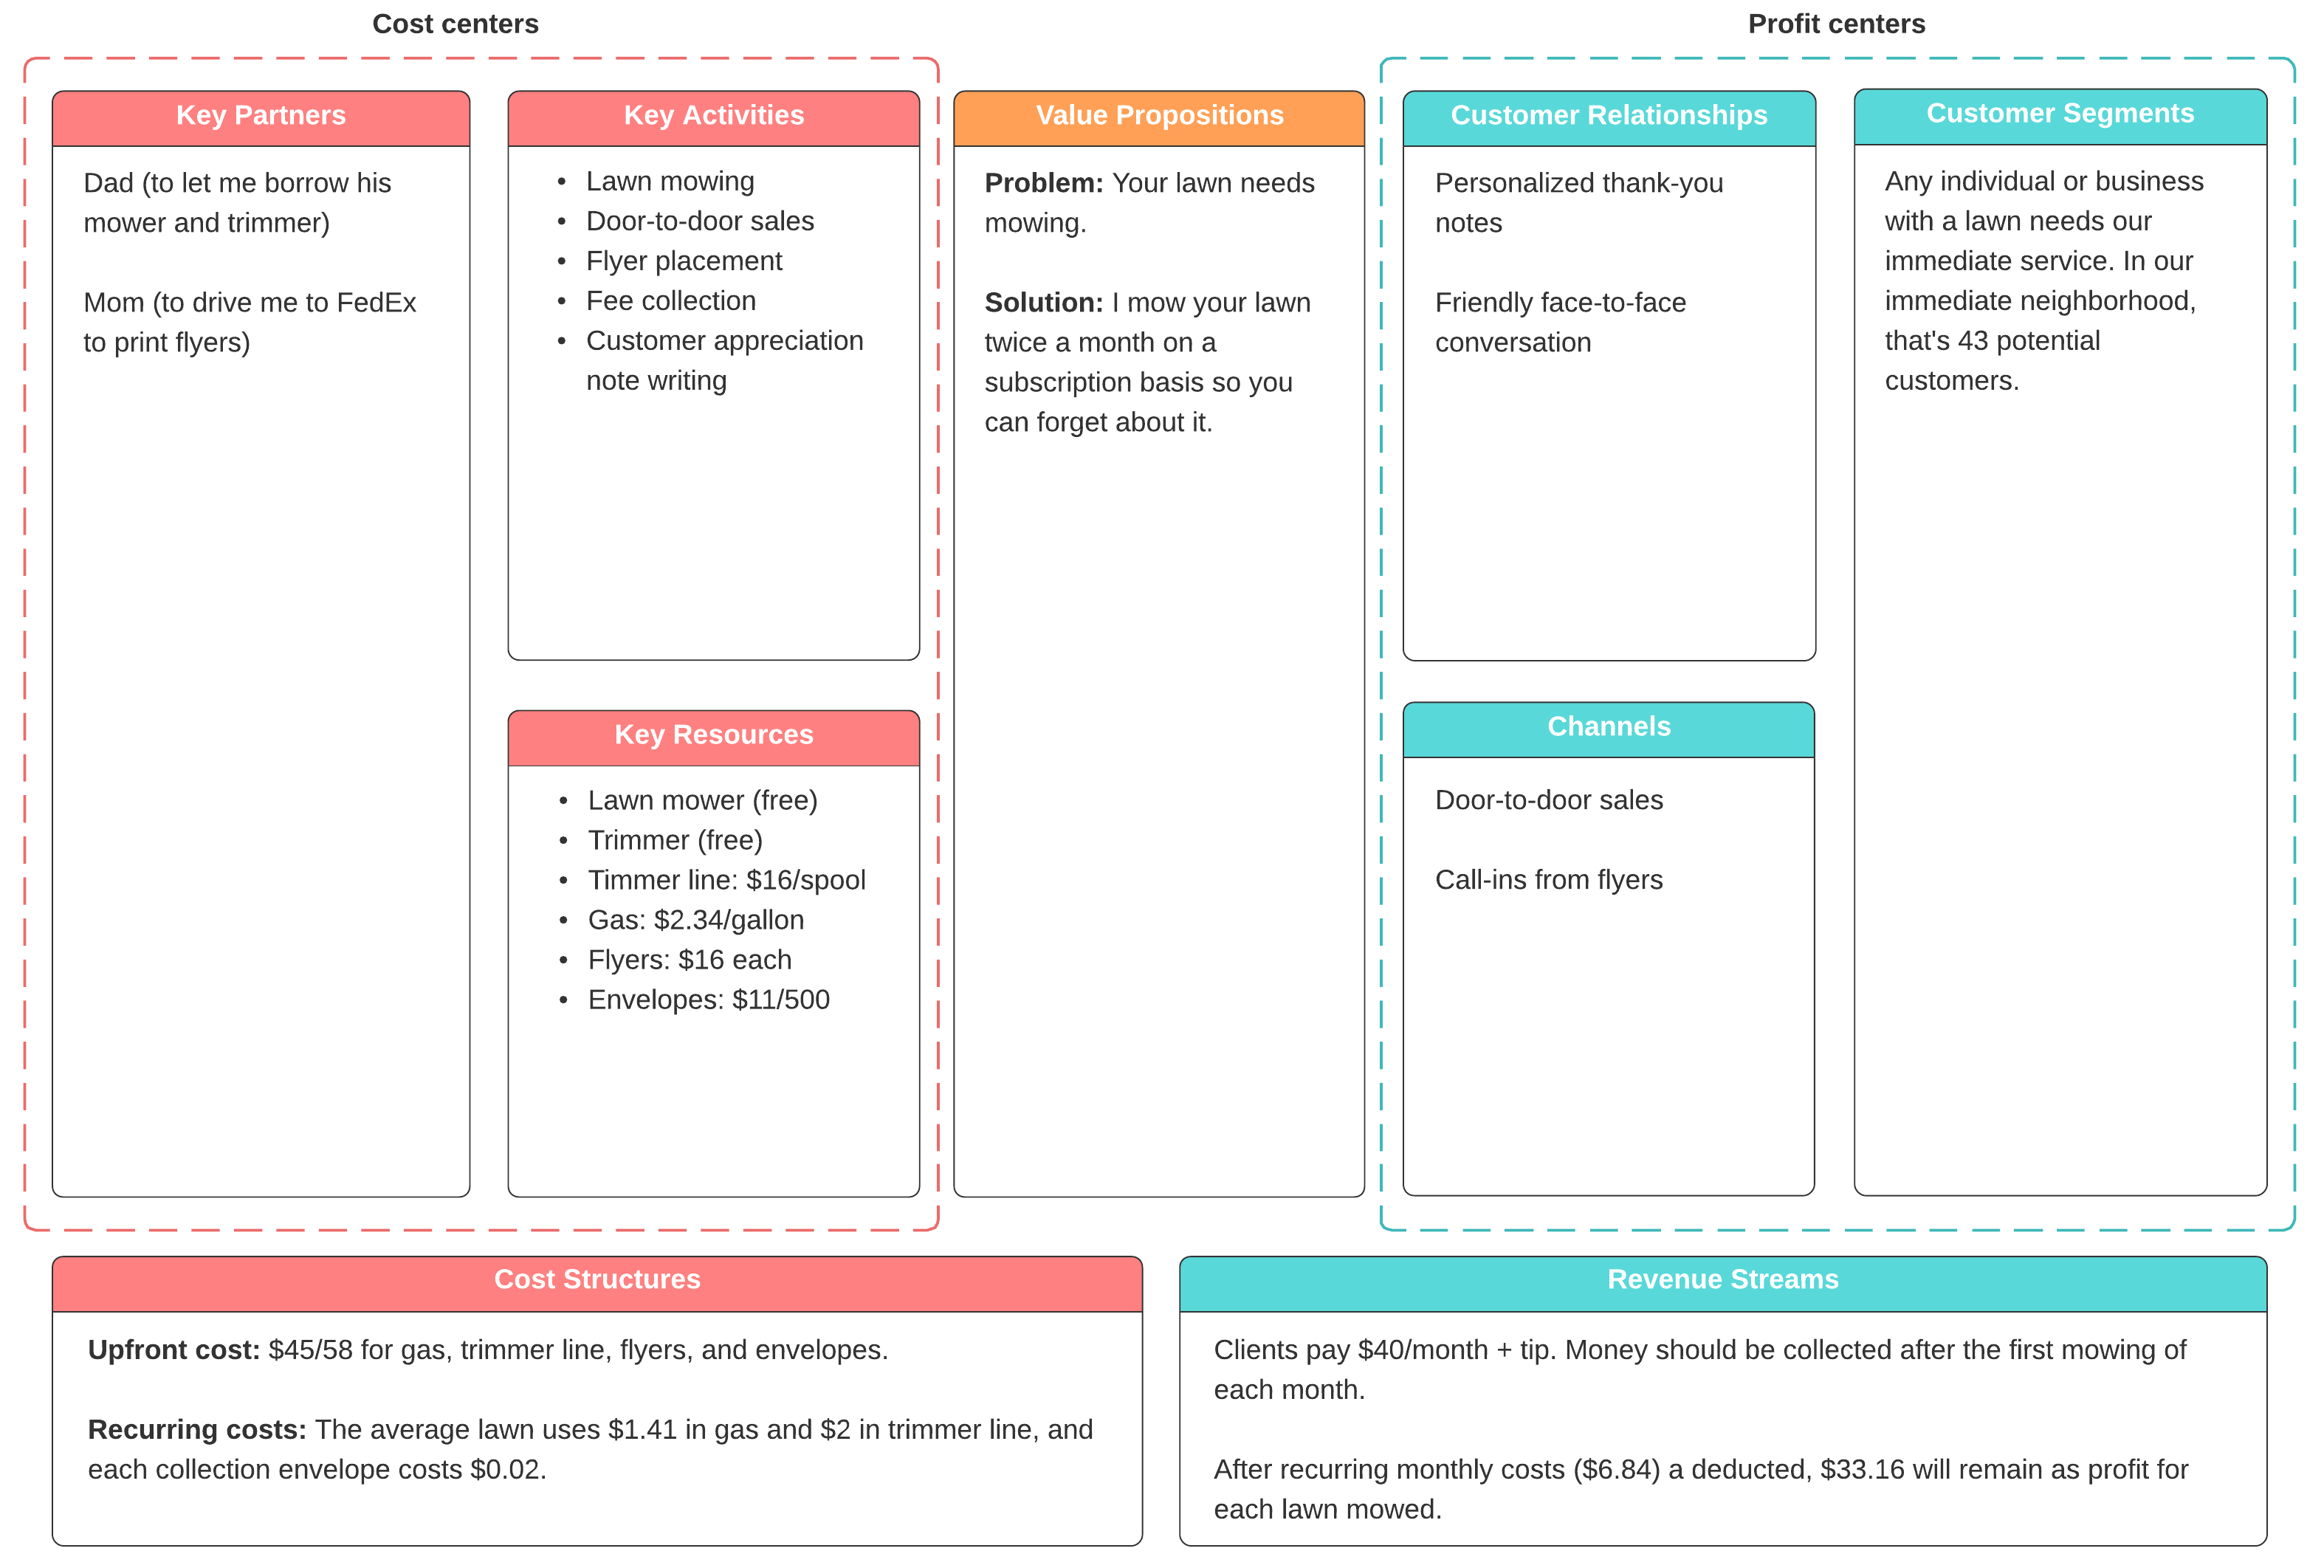 Cost centers
Profit centers
Key Partners
Dad (to let me borrow his
mower and trimmer)
Mom (to drive me to FedEx
to print flyers)
Key Activities
• Lawn mowing
• Door-to-door sales
• Flyer placement
• Fee collection
• Customer appreciation
note writing
Key Resources
• Lawn mower (free)
• Trimmer (free)
• Timmer line: $16/spool
• Gas: $2.34/gallon
• Flyers: $16 each
• Envelopes: $11/500
Value Propositions
Problem: Your lawn needs
mowing.
Solution: I mow your lawn
twice a month on a
subscription basis so you
can forget about it.
Customer Relationships
Personalized thank-you
notes
Friendly face-to-face
conversation
Channels
Door-to-door sales
Call-ins from flyers
Customer Segments
Any individual or business
with a lawn needs our
immediate service. In our
immediate neighborhood,
that's 43 potential
customers.
Cost Structures
Upfront cost: $45/58 for gas, trimmer line, flyers, and envelopes.
Recurring costs: The average lawn uses $1.41 in gas and $2 in trimmer line, and
each collection envelope costs $0.02.
Revenue Streams
Clients pay $40/month + tip. Money should be collected after the first mowing of
each month.
After recurring monthly costs ($6.84) a deducted, $33.16 will remain as profit for
each lawn mowed.